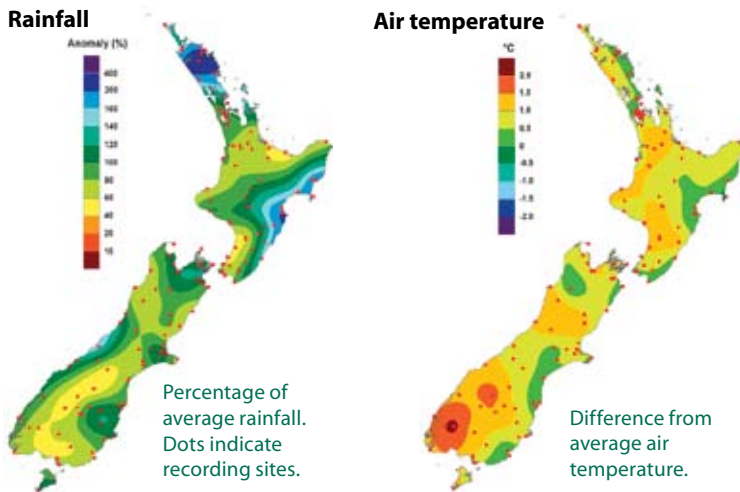 Rainfall
Anomaly (%)
400
200
160
140
120
100
80
60
40
20
10
Percentage of
average rainfall.
Dots indicate
recording sites.
Air temperature
°C
2.0
1.5
1.0
0.5
0
-0.5
-1.0
-1.5
-2.0
Difference from
average air
temperature.